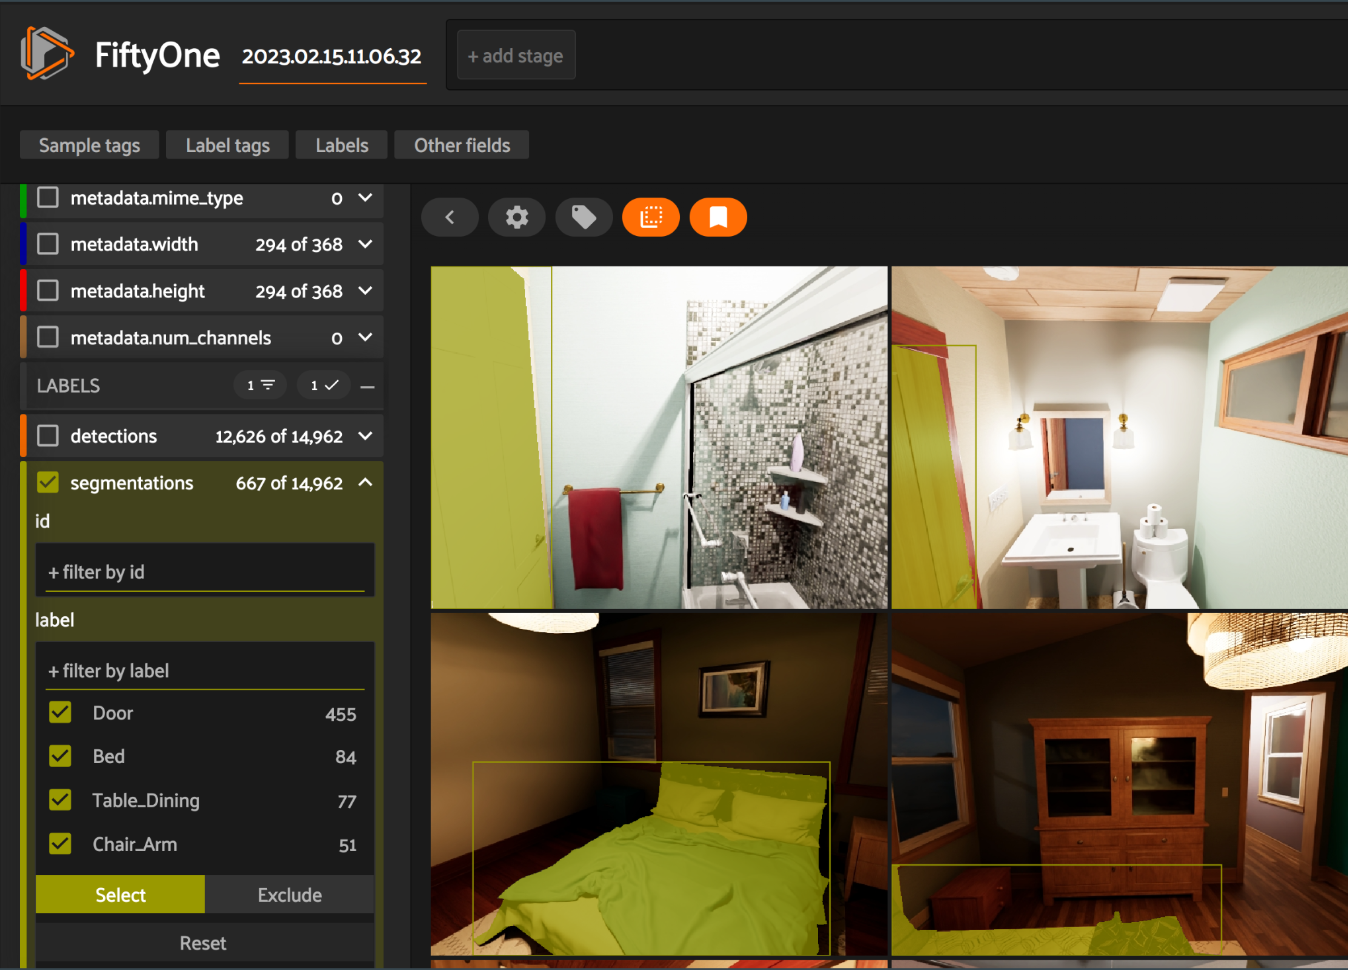 FiftyOne 2023.02.15.11.06.32 + add stage
Sample tags Label tags Labels Other fields
metadata.mime_type 0
metadata.width 294 of 368
metadata.height 294 of 368
metadata.num_channels 0
LABELS 1 1
detections 12,626 of 14,962
segmentations 667 of 14,962
id
+ filter by id
label
+ filter by label
Door 455
Bed 84
Table_Dining 77
Chair_Arm 51
Select Exclude
Reset